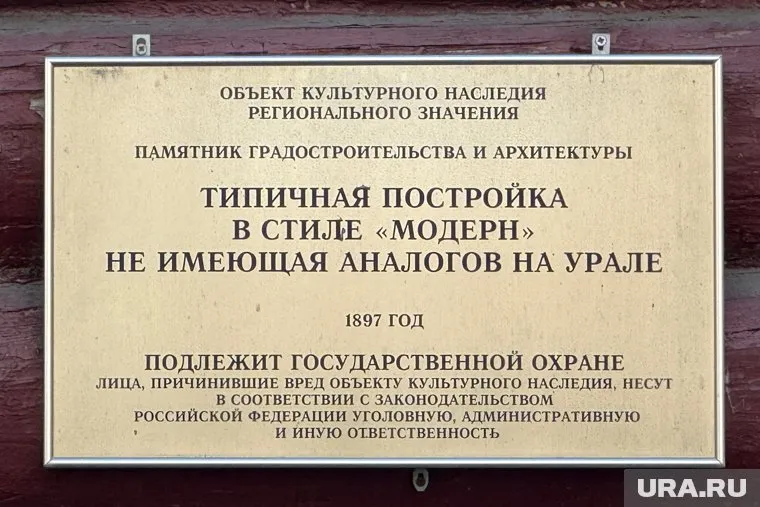 ОБЪЕКТ КУЛЬТУРНОГО НАСЛЕДИЯ
РЕГИОНАЛЬНОГО ЗНАЧЕНИЯ
ПАМЯТНИК ГРАДОСТРОИТЕЛЬСТВА И АРХИТЕКТУРЫ
ТИПИЧНАЯ ПОСТРОЙКА
В СТИЛЕ «МОДЕРН»
НЕ ИМЕЮЩАЯ АНАЛОГОВ НА УРАЛЕ
1897 ГОД
ПОДЛЕЖИТ ГОСУДАРСТВЕННОЙ ОХРАНЕ
ЛИЦА, ПРИЧИНИВШИЕ ВРЕД ОБЪЕКТУ КУЛЬТУРНОГО НАСЛЕДИЯ, НЕСУТ
В СООТВЕТСТВИИ С ЗАКОНОДАТЕЛЬСТВОМ
РОССИЙСКОЙ ФЕДЕРАЦИИ УГОЛОВНУЮ, АДМИНИСТРАТИВНУЮ
И ИНУЮ ОТВЕТСТВЕННОСТЬ
URA.RU